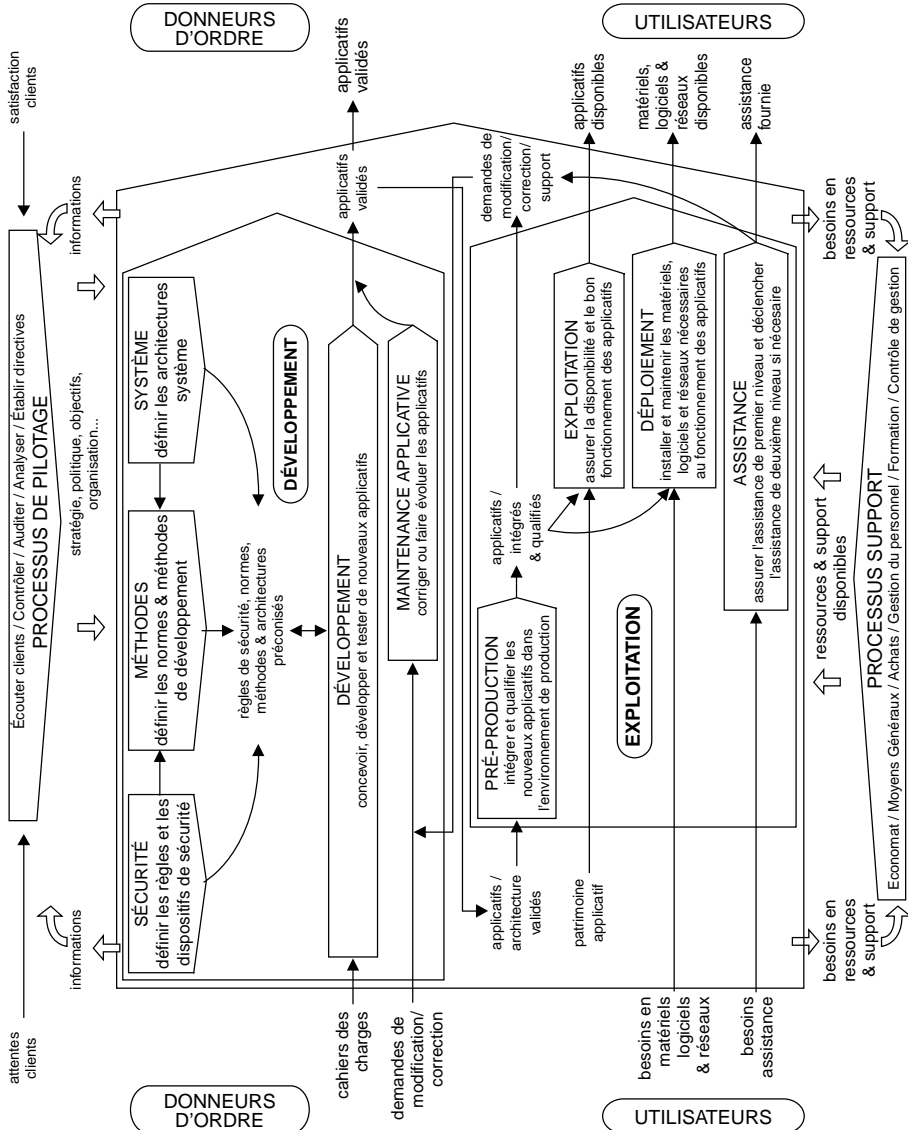 attentes
clients
Écouter clients / Contrôler / Auditer / Analyser / Établir directives
PROCESSUS DE PILOTAGE
satisfaction
clients
informations
stratégie, politique, objectifs,
organisation...
informations
DONNEURS
D'ORDRE
DONNEURS
D'ORDRE
SÉCURITÉ
définir les règles et les
dispositifs de sécurité
MÉTHODES
définir les normes & méthodes
de dévelopement
SYSTÈME
définir les architectures
système
règles de sécurité, normes,
méthodes & architectures
préconisés
DÉVELOPPEMENT
cahiers des
charges
DÉVELOPPEMENT
concevoir, développer et tester de nouveaux applicatifs
applicatifs
validés
applicatifs
validés
demandes de
modification/
correction
MAINTENANCE APPLICATIVE
corriger ou faire évoluer les applicatifs
applicatifs /
architecture
validés
PRÉ-PRODUCTION
intégrer et qualifier les
nouveaux applicatifs dans
l'environnement de production
applicatifs /
intégrés
& qualifiés
demandes de
modification/
correction/
support
patrimoine
applicatif
EXPLOITATION
assurer la disponibilité et le bon
fonctionnement des applicatifs
applicatifs
disponibles
EXPLOITATION
UTILISATEURS
UTILISATEURS
besoins en
matériels
logiciels
& réseaux
DÉPLOIEMENT
installer et maintenir les matériels,
logiciels et réseaux nécessaires
au fonctionnement des applicatifs
matériels,
logiciels &
réseaux
disponibles
besoins
assistance
ASSISTANCE
assurer l'assistance de premier niveau et déclencher
l'assistance de deuxième niveau si nécesaire
assistance
fournie
besoins en
ressources
& support
ressources & support
disponibles
besoins en
ressources
& support
PROCESSUS SUPPORT
Economat / Moyens Généraux / Achats / Gestion du personnel / Formation / Contrôle de gestion